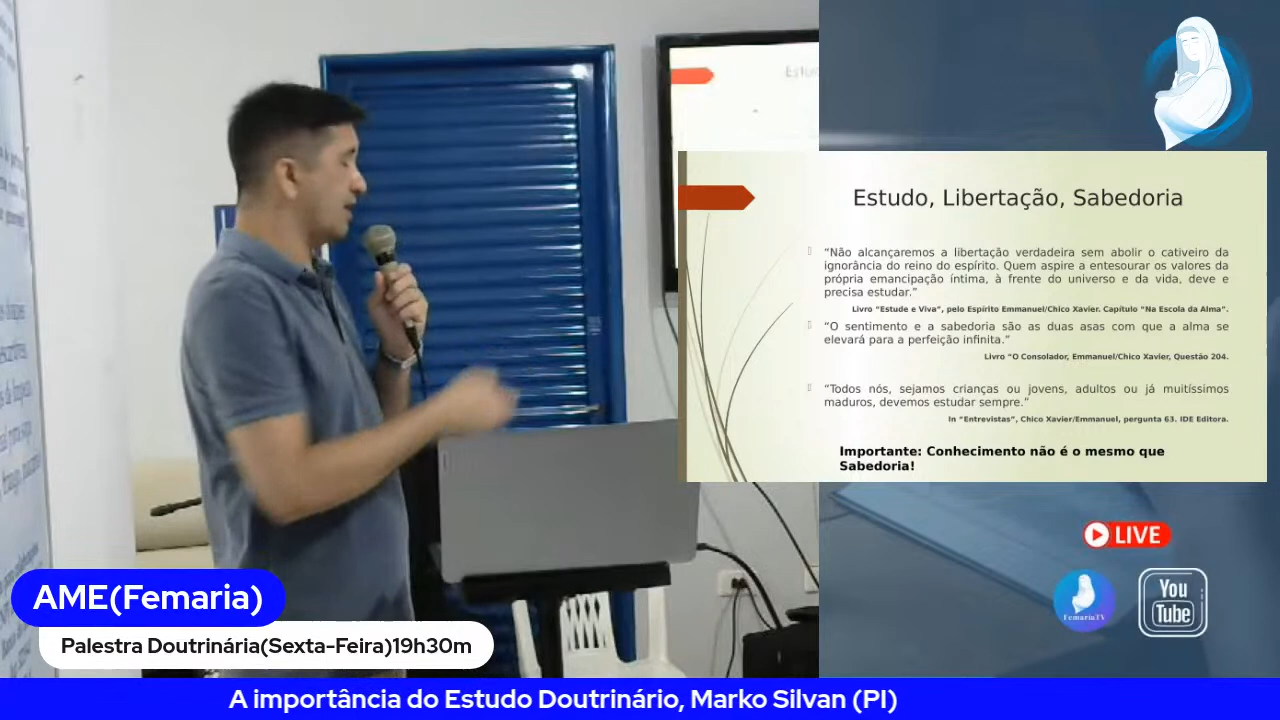 Estudo, Libertação, Sabedoria
“Não alcançaremos a libertação verdadeira sem abolir o cativeiro da
ignorância do reino do espírito. Quem aspire a entesourar os valores da
própria emancipação íntima, à frente do universo e da vida, deve e
precisa estudar.”
Livro “Estude e Viva”, pelo Espírito Emmanuel/Chico Xavier. Capítulo “Na Escola da Alma”.
“O sentimento e a sabedoria são as duas asas com que a alma se
elevará para a perfeição infinita.”
Livro “O Consolador, Emmanuel/Chico Xavier, Questão 204.
“Todos nós, sejamos crianças ou jovens, adultos ou já muitíssimos
maduros, devemos estudar sempre.”
In “Entrevistas”, Chico Xavier/Emmanuel, pergunta 63. IDE Editora.
Importante: Conhecimento não é o mesmo que
Sabedoria!
LIVE
FemariaTV
You
Tube
AME(Femaria)
Palestra Doutrinária(Sexta-Feira)19h30m
A importância do Estudo Doutrinário, Marko Silvan (PI)